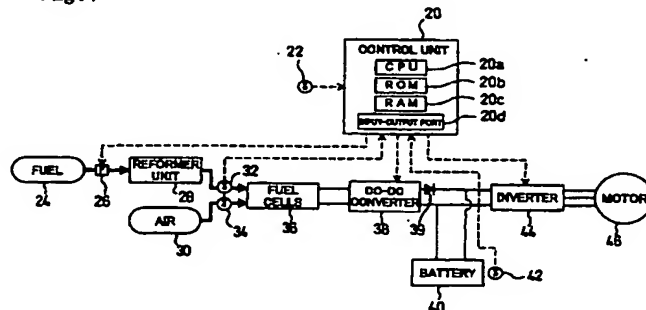 20
CONTROL UNIT
22
CPU
20a
ROM
20b
RAM
20c
INPUT-OUTPUT PORT
20d
FUEL
24
26
REFORMER UNIT
28
32
AIR
30
34
FUEL CELLS
36
DC-DC CONVERTER
38
39
DIVERTER
44
MOTOR
46
BATTERY
40
42